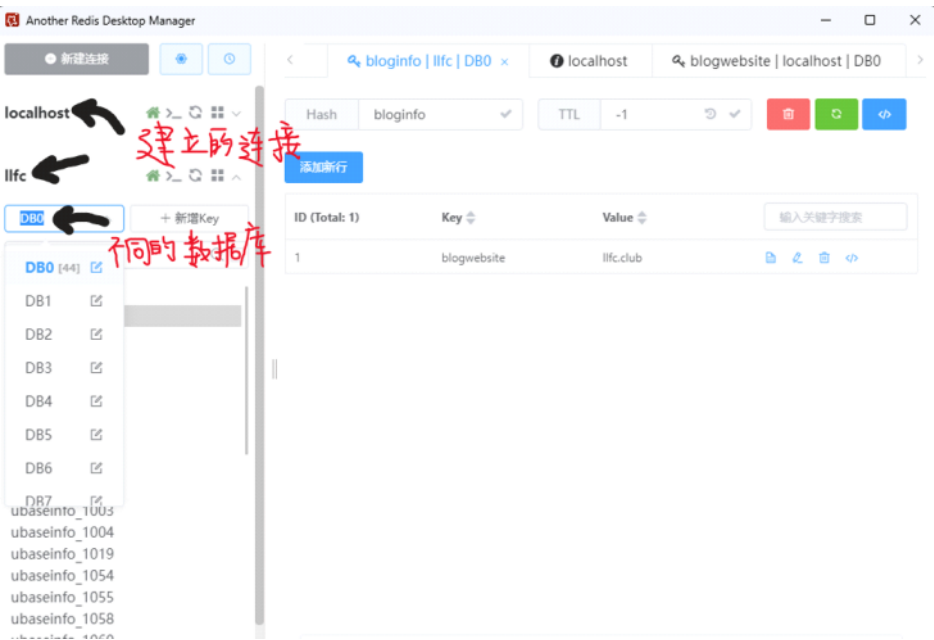 Another Redis Desktop Manager
新建连接
bloginfo | llfc | DB0 ×
localhost
blogwebsite | localhost | DB0
localhost
Hash bloginfo
TTL -1
建立的连接
llfc
添加新行
DB0
+ 新增Key
ID (Total: 1) Key Value 输入关键字搜索
不同的数据库
1 blogwebsite llfc.club
DB0 [44]
DB1
DB2
DB3
DB4
DB5
DB6
DB7
ubaseinfo_1003
ubaseinfo_1004
ubaseinfo_1019
ubaseinfo_1054
ubaseinfo_1055
ubaseinfo_1058